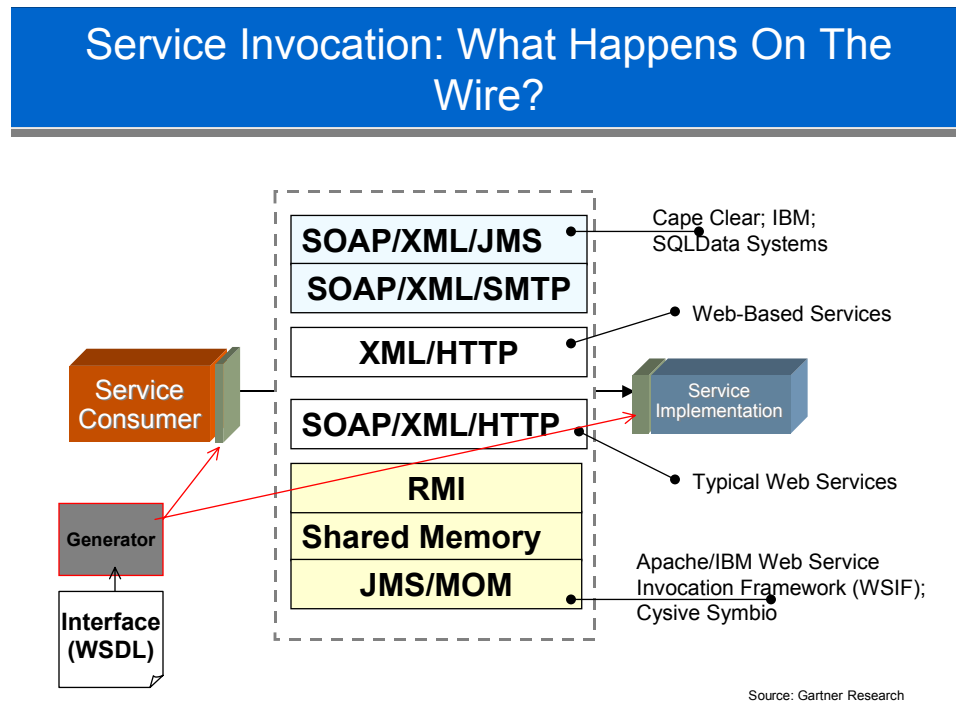 Service Invocation: What Happens On The
Wire?
SOAP/XML/JMS
SOAP/XML/SMTP
XML/HTTP
SOAP/XML/HTTP
RMI
Shared Memory
JMS/MOM
Cape Clear; IBM;
SQLData Systems
Web-Based Services
Service
Consumer
Service
Implementation
Typical Web Services
Generator
Apache/IBM Web Service
Invocation Framework (WSIF);
Cysive Symbio
Interface
(WSDL)
Source: Gartner Research